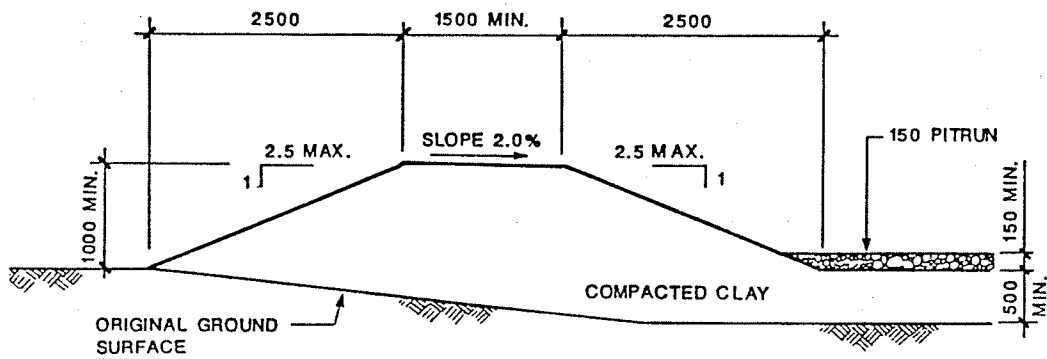 2500
1500 MIN.
2500
SLOPE 2.0%
150 PITRUN
2.5 MAX.
2.5 MAX.
1
1
1000 MIN.
150 MIN.
COMPACTED CLAY
500
MIN.
ORIGINAL GROUND
SURFACE